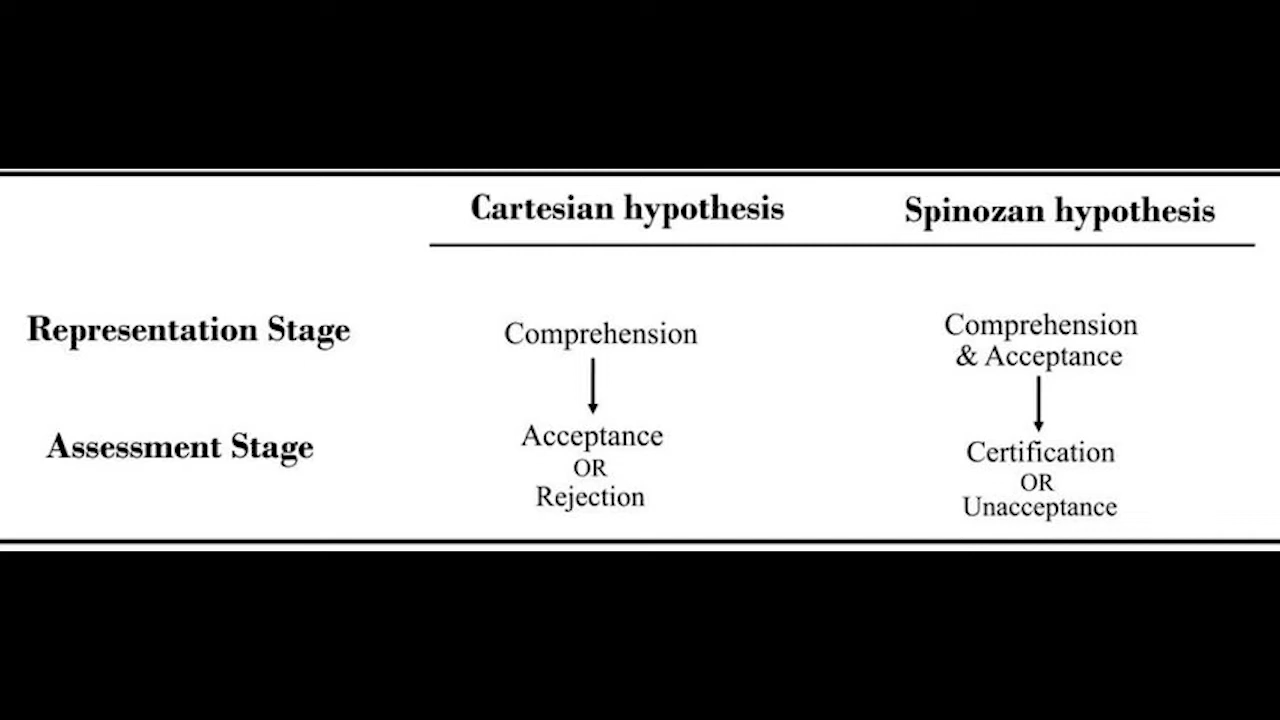 Cartesian hypothesis
Spinozan hypothesis
Representation Stage
Comprehension
Comprehension
& Acceptance
Assessment Stage
Acceptance
OR
Rejection
Certification
OR
Unacceptance